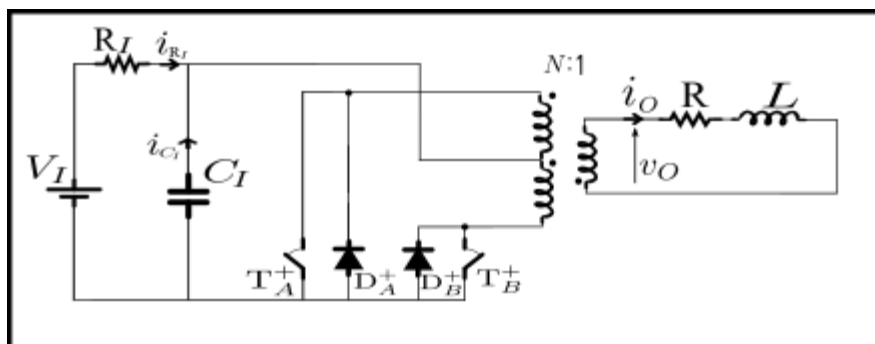 R_I i_{R_I}
N:1
i_O R L
i_{C_I} C_I
V_I
v_O
T_A^+ D_A^+ D_B^+ T_B^+